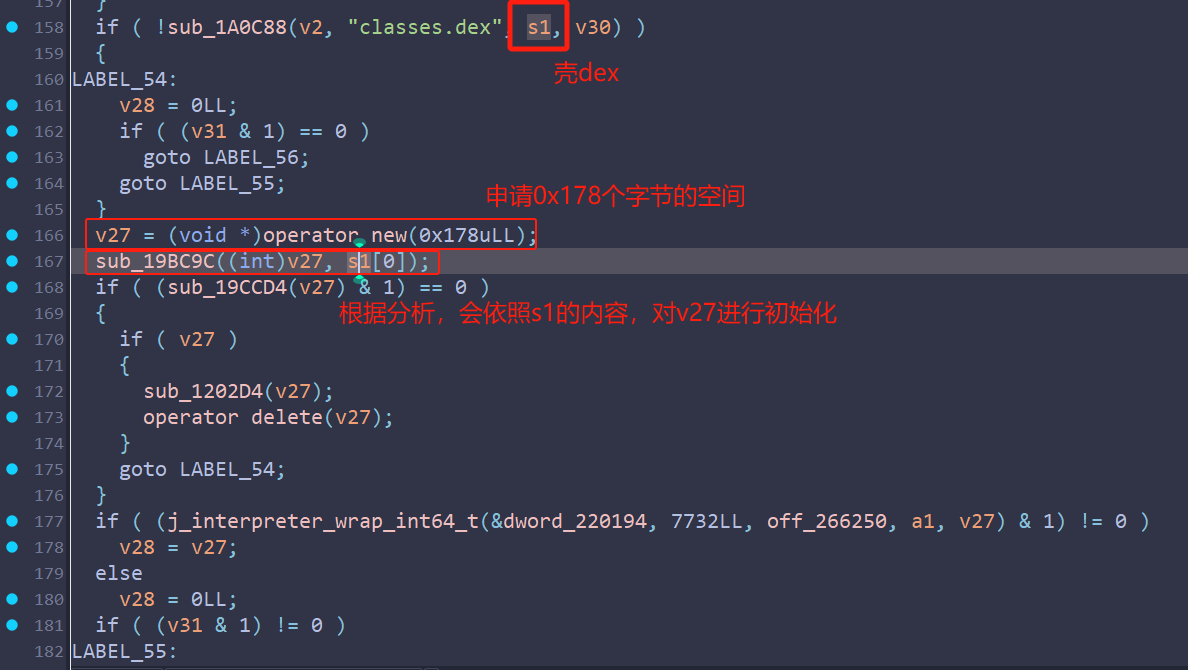 157 }
158 if ( !sub_1A0C88(v2, "classes.dex", s1, v30) )
壳dex
159 {
160 LABEL_54:
161 v28 = 0LL;
162 if ( (v31 & 1) == 0 )
163 goto LABEL_56;
164 goto LABEL_55;
申请0x178个字节的空间
165 }
166 v27 = (void *)operator new(0x178uLL);
167 sub_19BC9C((int)v27, s1[0]);
168 if ( (sub_19CCD4(v27) & 1) == 0 )
根据分析，会依照s1的内容，对v27进行初始化
169 {
170 if ( v27 )
171 {
172 sub_1202D4(v27);
173 operator delete(v27);
174 }
175 goto LABEL_54;
176 }
177 if ( (j_interpreter_wrap_int64_t(&dword_220194, 7732LL, off_266250, a1, v27) & 1) != 0 )
178 v28 = v27;
179 else
180 v28 = 0LL;
181 if ( (v31 & 1) != 0 )
182 LABEL_55: